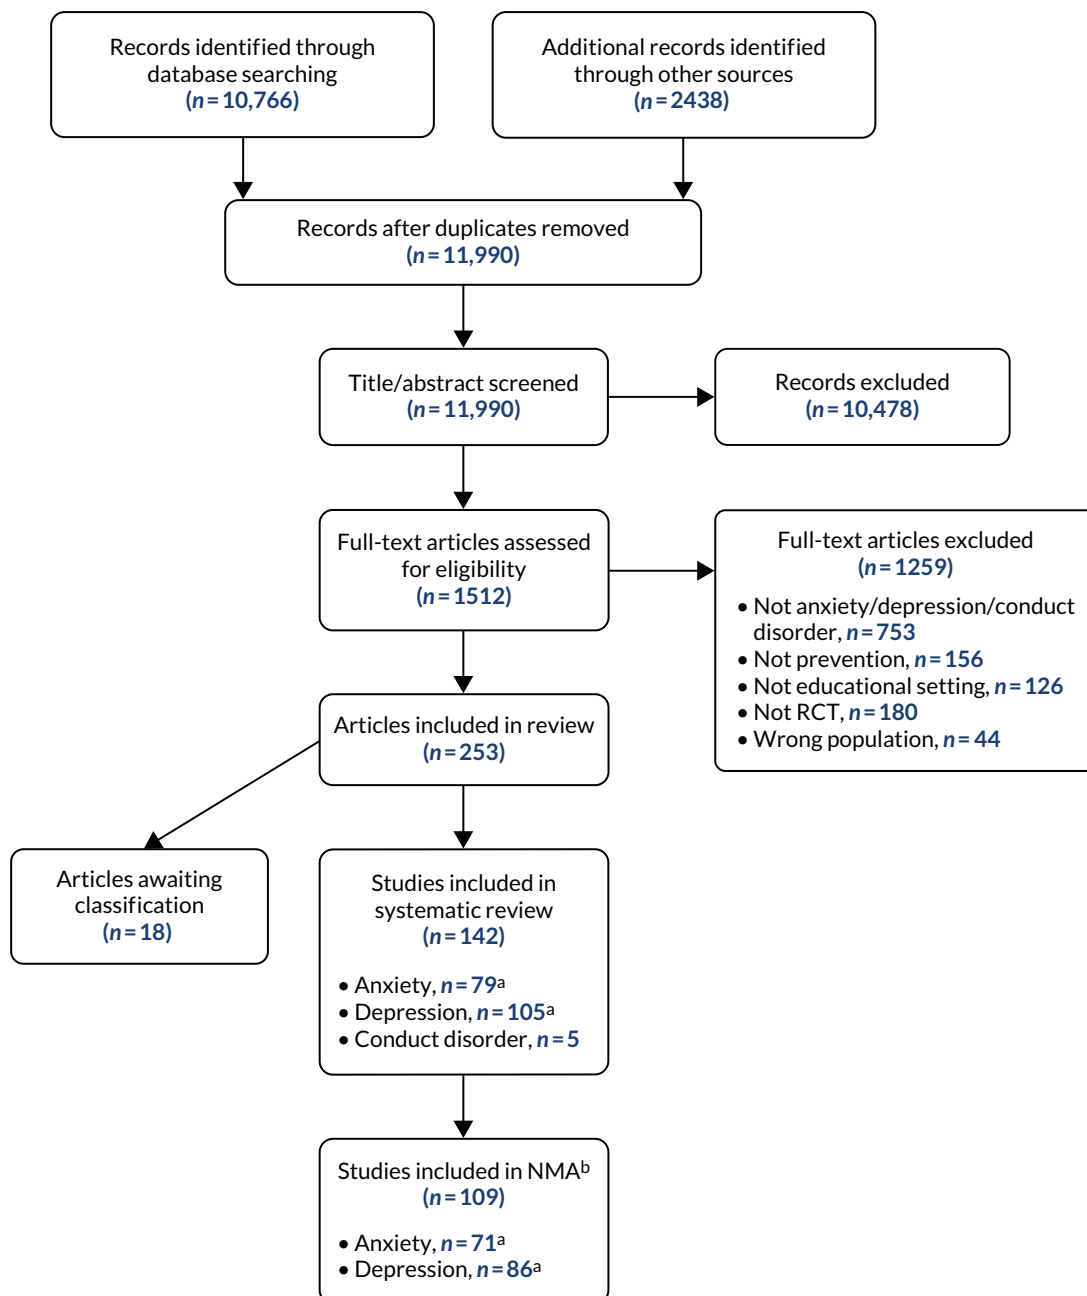 Records identified through
database searching
(n = 10,766)
Additional records identified
through other sources
(n = 2438)
Records after duplicates removed
(n = 11,990)
Title/abstract screened
(n = 11,990)
Records excluded
(n = 10,478)
Full-text articles assessed
for eligibility
(n = 1512)
Full-text articles excluded
(n = 1259)
• Not anxiety/depression/conduct
disorder, n = 753
• Not prevention, n = 156
• Not educational setting, n = 126
• Not RCT, n = 180
• Wrong population, n = 44
Articles included in review
(n = 253)
Articles awaiting
classification
(n = 18)
Studies included in
systematic review
(n = 142)
• Anxiety, n = 79a
• Depression, n = 105a
• Conduct disorder, n = 5
Studies included in NMAb
(n = 109)
• Anxiety, n = 71a
• Depression, n = 86a